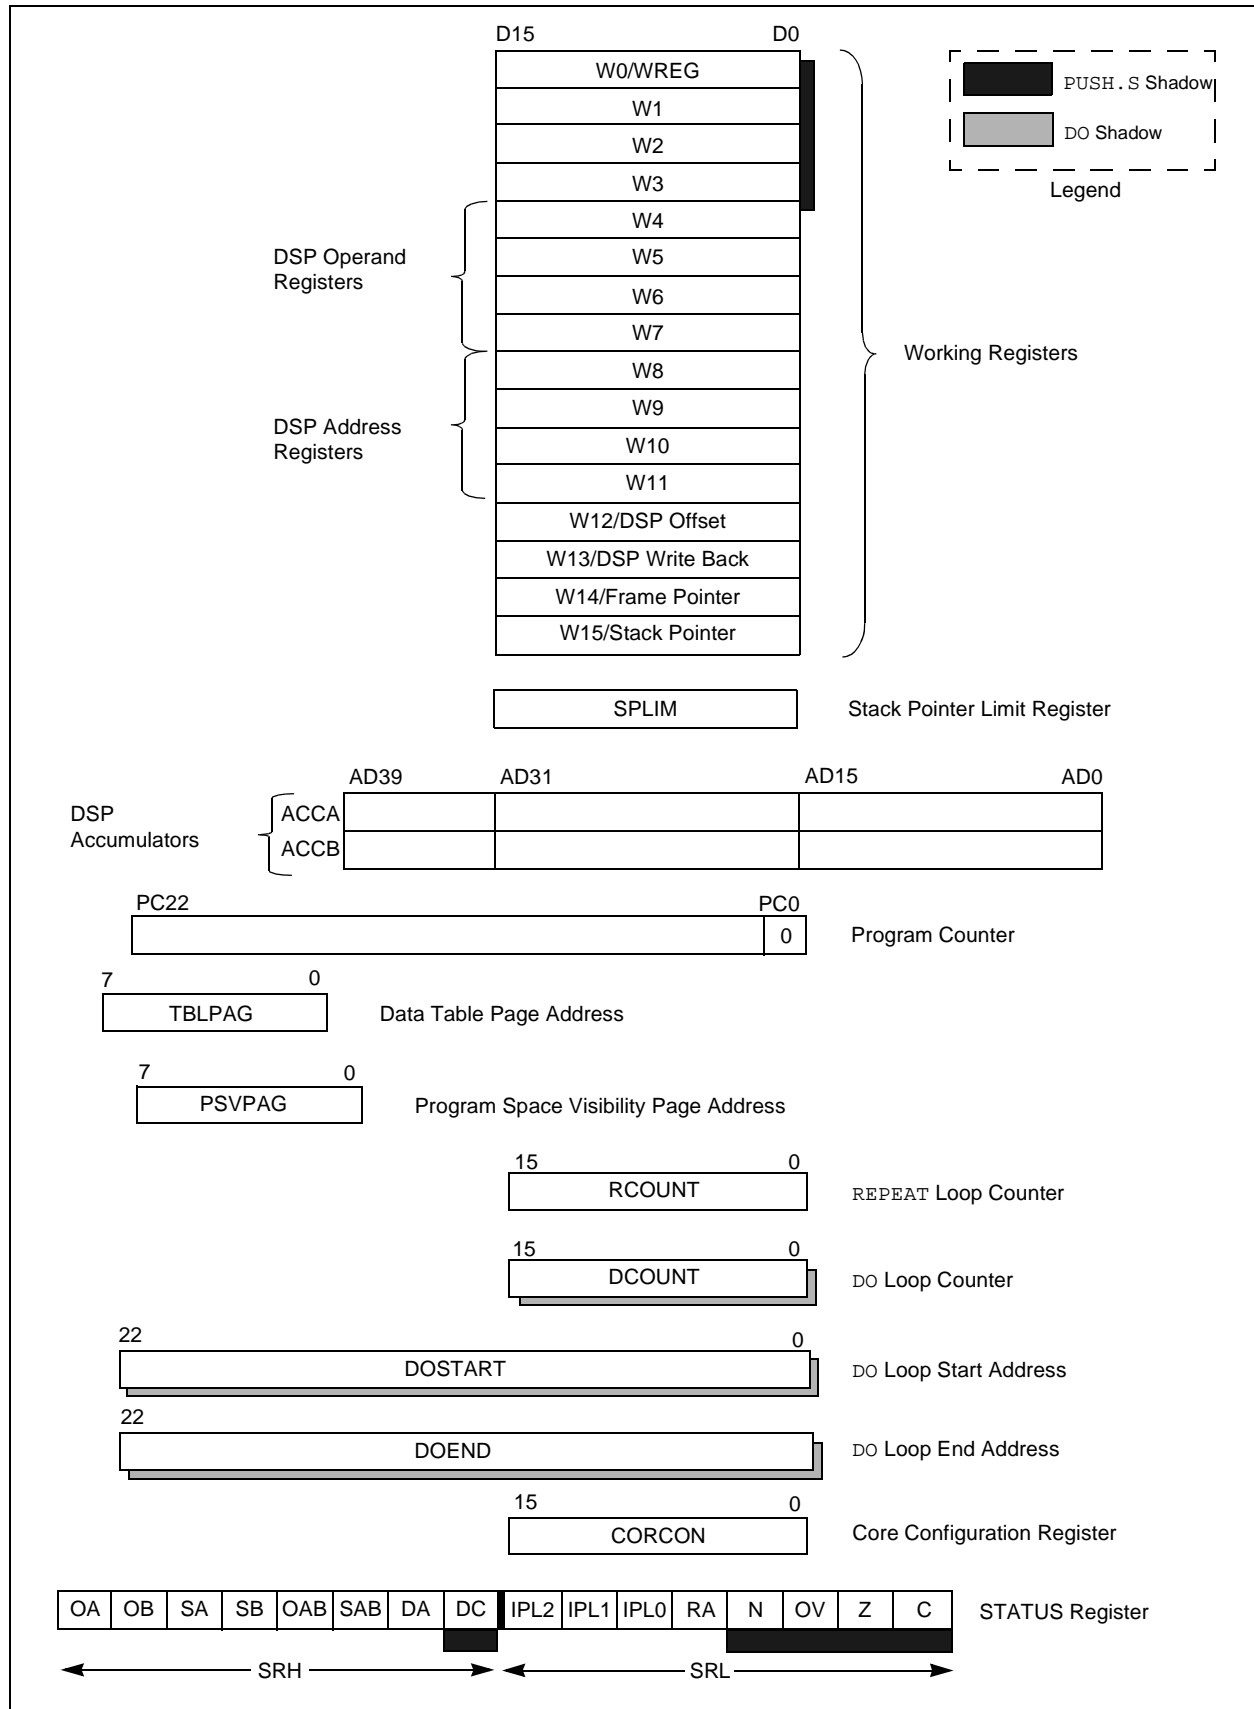 D15 D0
W0/WREG
PUSH.S Shadow
W1
DO Shadow
W2
W3
Legend
W4
DSP Operand
Registers
W5
W6
W7
Working Registers
W8
W9
DSP Address
Registers
W10
W11
W12/DSP Offset
W13/DSP Write Back
W14/Frame Pointer
W15/Stack Pointer
SPLIM Stack Pointer Limit Register
AD39 AD31 AD15 AD0
DSP
Accumulators
ACCA
ACCB
PC22 PC0
0 Program Counter
7 0
TBLPAG Data Table Page Address
7 0
PSVPAG Program Space Visibility Page Address
15 0
RCOUNT REPEAT Loop Counter
15 0
DCOUNT DO Loop Counter
22 0
DOSTART DO Loop Start Address
22
DOEND DO Loop End Address
15 0
CORCON Core Configuration Register
OA OB SA SB OAB SAB DA DC IPL2 IPL1 IPL0 RA N OV Z C STATUS Register
SRH SRL